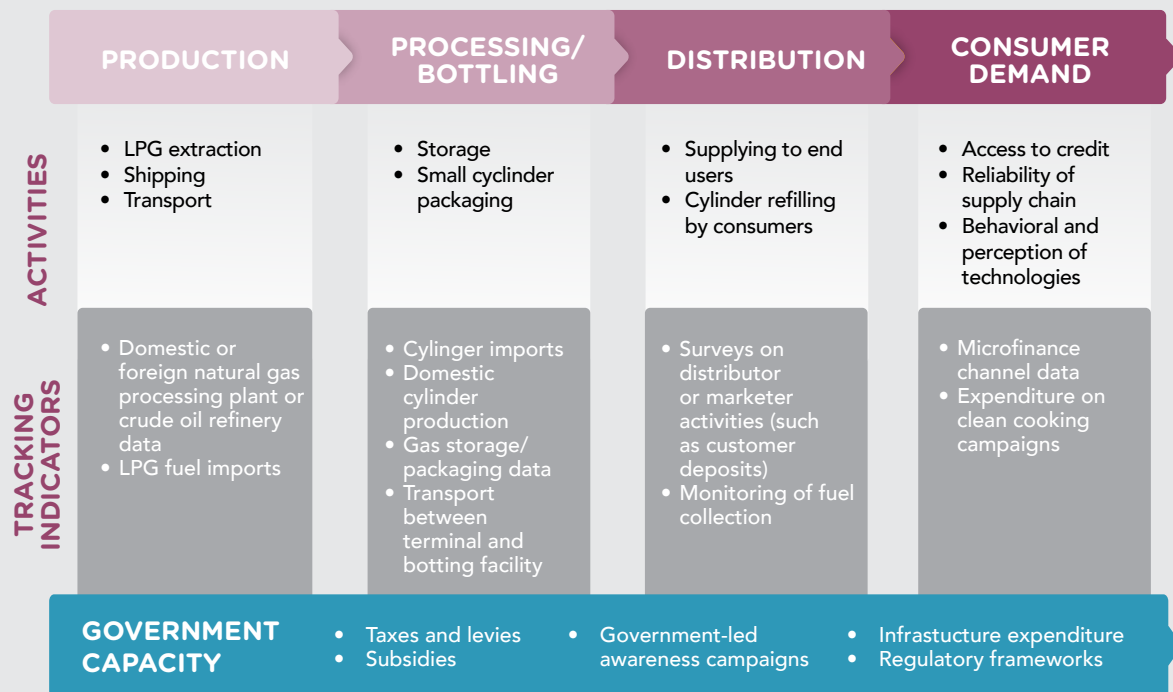 PRODUCTION
PROCESSING/
BOTTLING
DISTRIBUTION
CONSUMER
DEMAND
ACTIVITIES
• LPG extraction
• Shipping
• Transport
• Storage
• Small cyclinder
packaging
• Supplying to end
users
• Cylinder refilling
by consumers
• Access to credit
• Reliability of
supply chain
• Behavioral and
perception of
technologies
TRACKING
INDICATORS
• Domestic or
foreign natural gas
processing plant or
crude oil refinery
data
• LPG fuel imports
• Cylinger imports
• Domestic
cylinder
production
• Gas storage/
packaging data
• Transport
between
terminal and
botting facility
• Surveys on
distributor
or marketer
activities (such
as customer
deposits)
• Monitoring of fuel
collection
• Microfinance
channel data
• Expenditure on
clean cooking
campaigns
GOVERNMENT
CAPACITY
• Taxes and levies
• Subsidies
• Government-led
awareness campaigns
• Infrastucture expenditure
• Regulatory frameworks